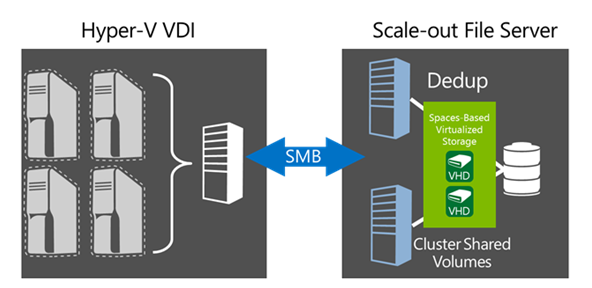 Hyper-V VDI
Scale-out File Server
Dedup
Spaces-Based
Virtualized
Storage
SMB
VHD
VHD
Cluster Shared
Volumes